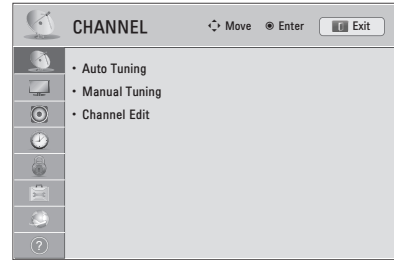 CHANNEL Move Enter Exit
• Auto Tuning
• Manual Tuning
• Channel Edit
?